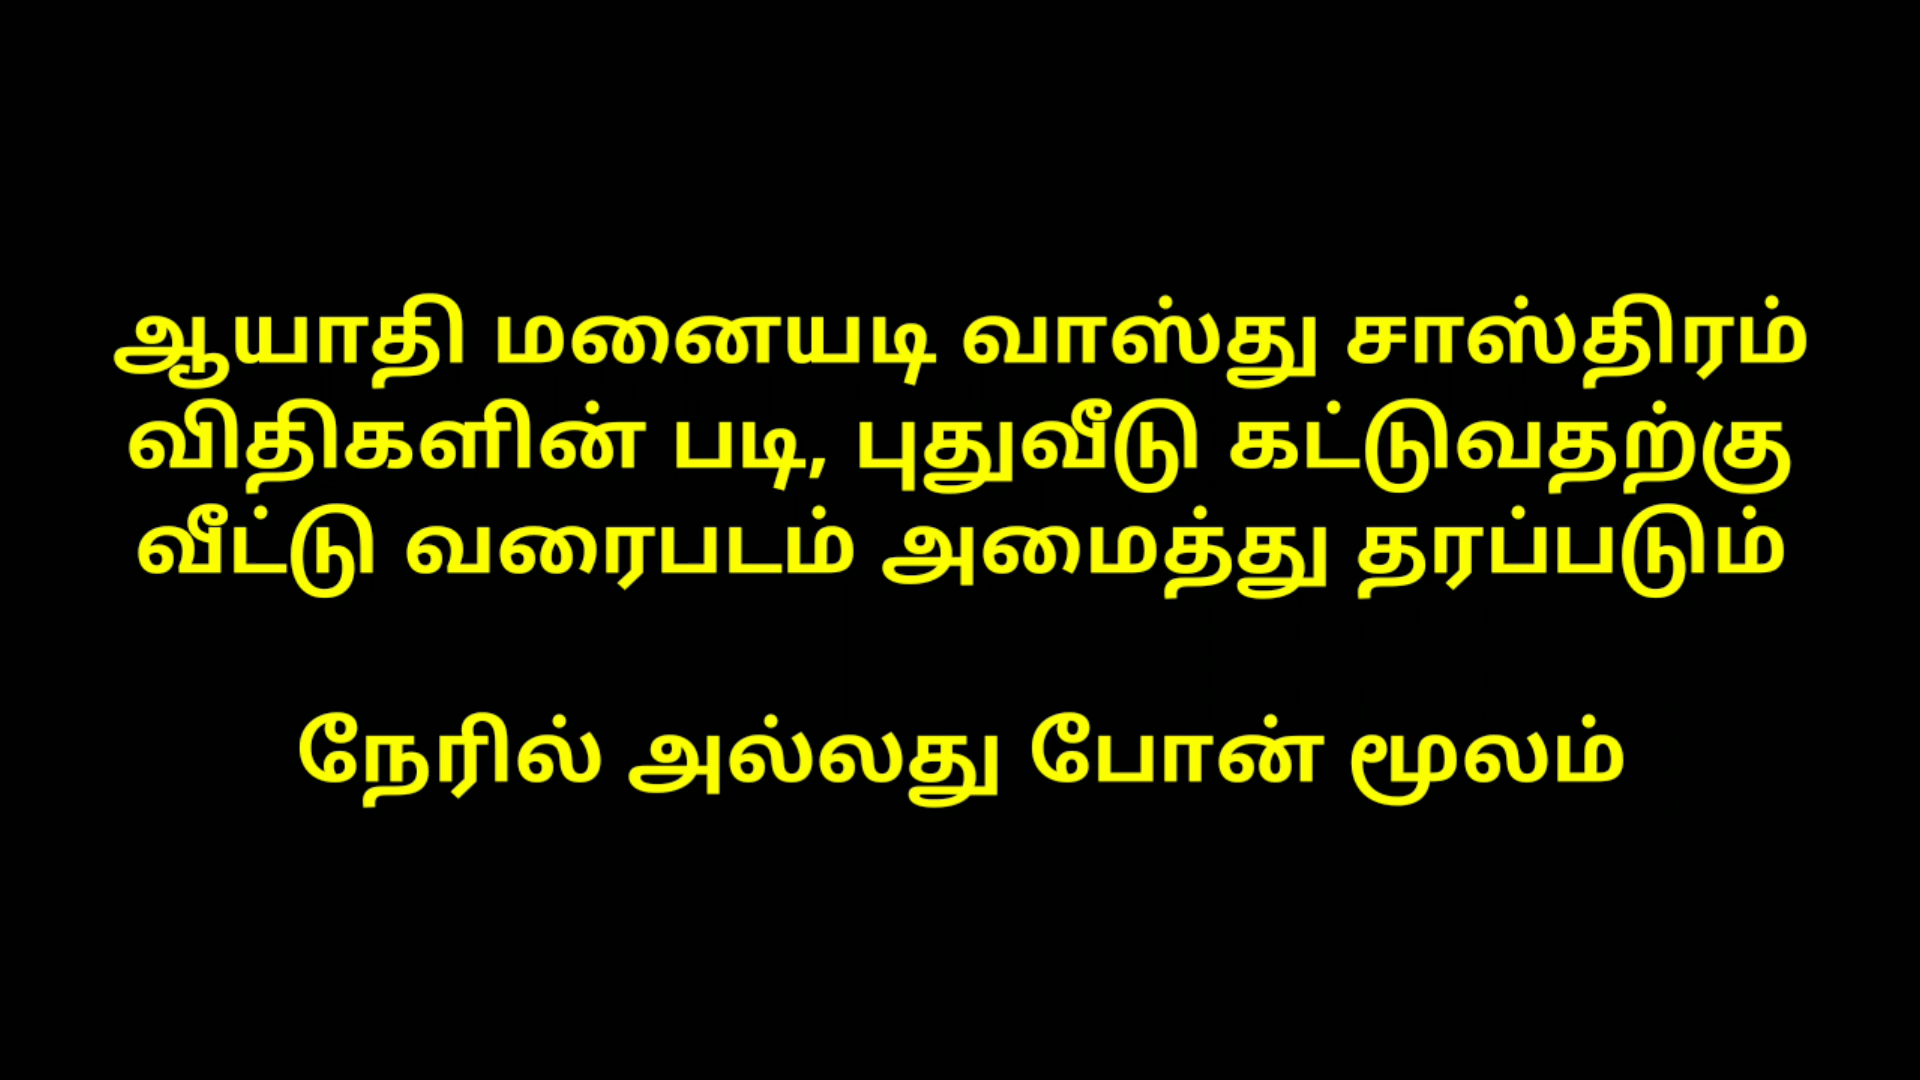 ஆயாதி மனையடி வாஸ்து சாஸ்திரம்
விதிகளின் படி, புதுவீடு கட்டுவதற்கு
வீட்டு வரைபடம் அமைத்து தரப்படும்
நேரில் அல்லது போன் மூலம்